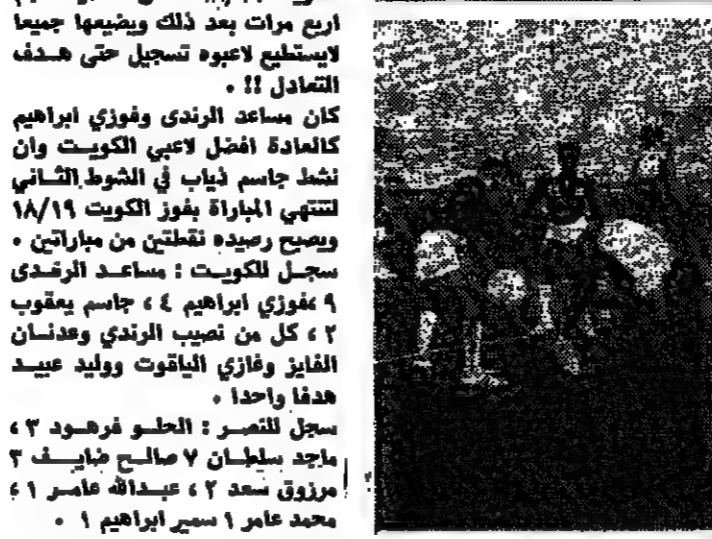 اربع مرات بعد ذلك ويضيعها جميعا
لايستطيع لاعبوه تسجيل حتى هدف
التعادل !! .
كان مساعد الرندى وفوزي ابراهيم
كالعادة افضل لاعبي الكويت وان
نشط جاسم ذياب في الشوط الثاني
لتنتهي المباراة بفوز الكويت ١٨/١٩
ويصبح رصيده نقطتين من مباراتين .
سجل للكويت : مساعد الرندى
٩ ، فوزي ابراهيم ٤ ، جاسم يعقوب
٢ ، كل من نصيب الرندي وعدنان
الفايز وغازي الياقوت ووليد عبيد
هدفا واحدا .
سجل للنصر : الحلو فرهود ٣ ،
ماجد سلطان ٧ صالح ضايف ٣
مرزوق سعد ٢ ، عبدالله عامر ١ ،
محمد عامر ١ سمير ابراهيم ١ .